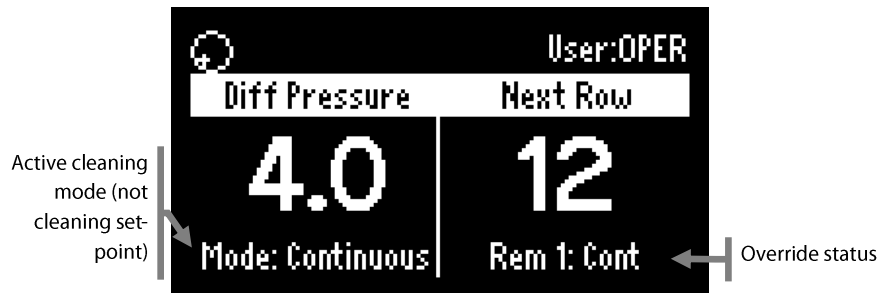 User:OPER
Diff Pressure Next Row
4.0 12
Mode: Continuous Rem 1: Cont
Active cleaning
mode (not
cleaning set-
point)
Override status